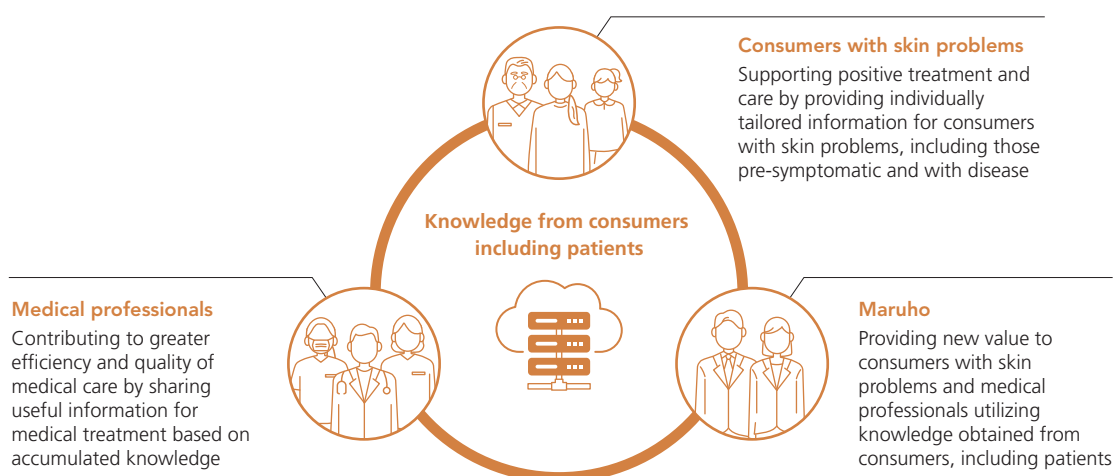 Consumers with skin problems
Supporting positive treatment and
care by providing individually
tailored information for consumers
with skin problems, including those
pre-symptomatic and with disease
Knowledge from consumers
including patients
Medical professionals
Contributing to greater
efficiency and quality of
medical care by sharing
useful information for
medical treatment based on
accumulated knowledge
Maruho
Providing new value to
consumers with skin
problems and medical
professionals utilizing
knowledge obtained from
consumers, including patients